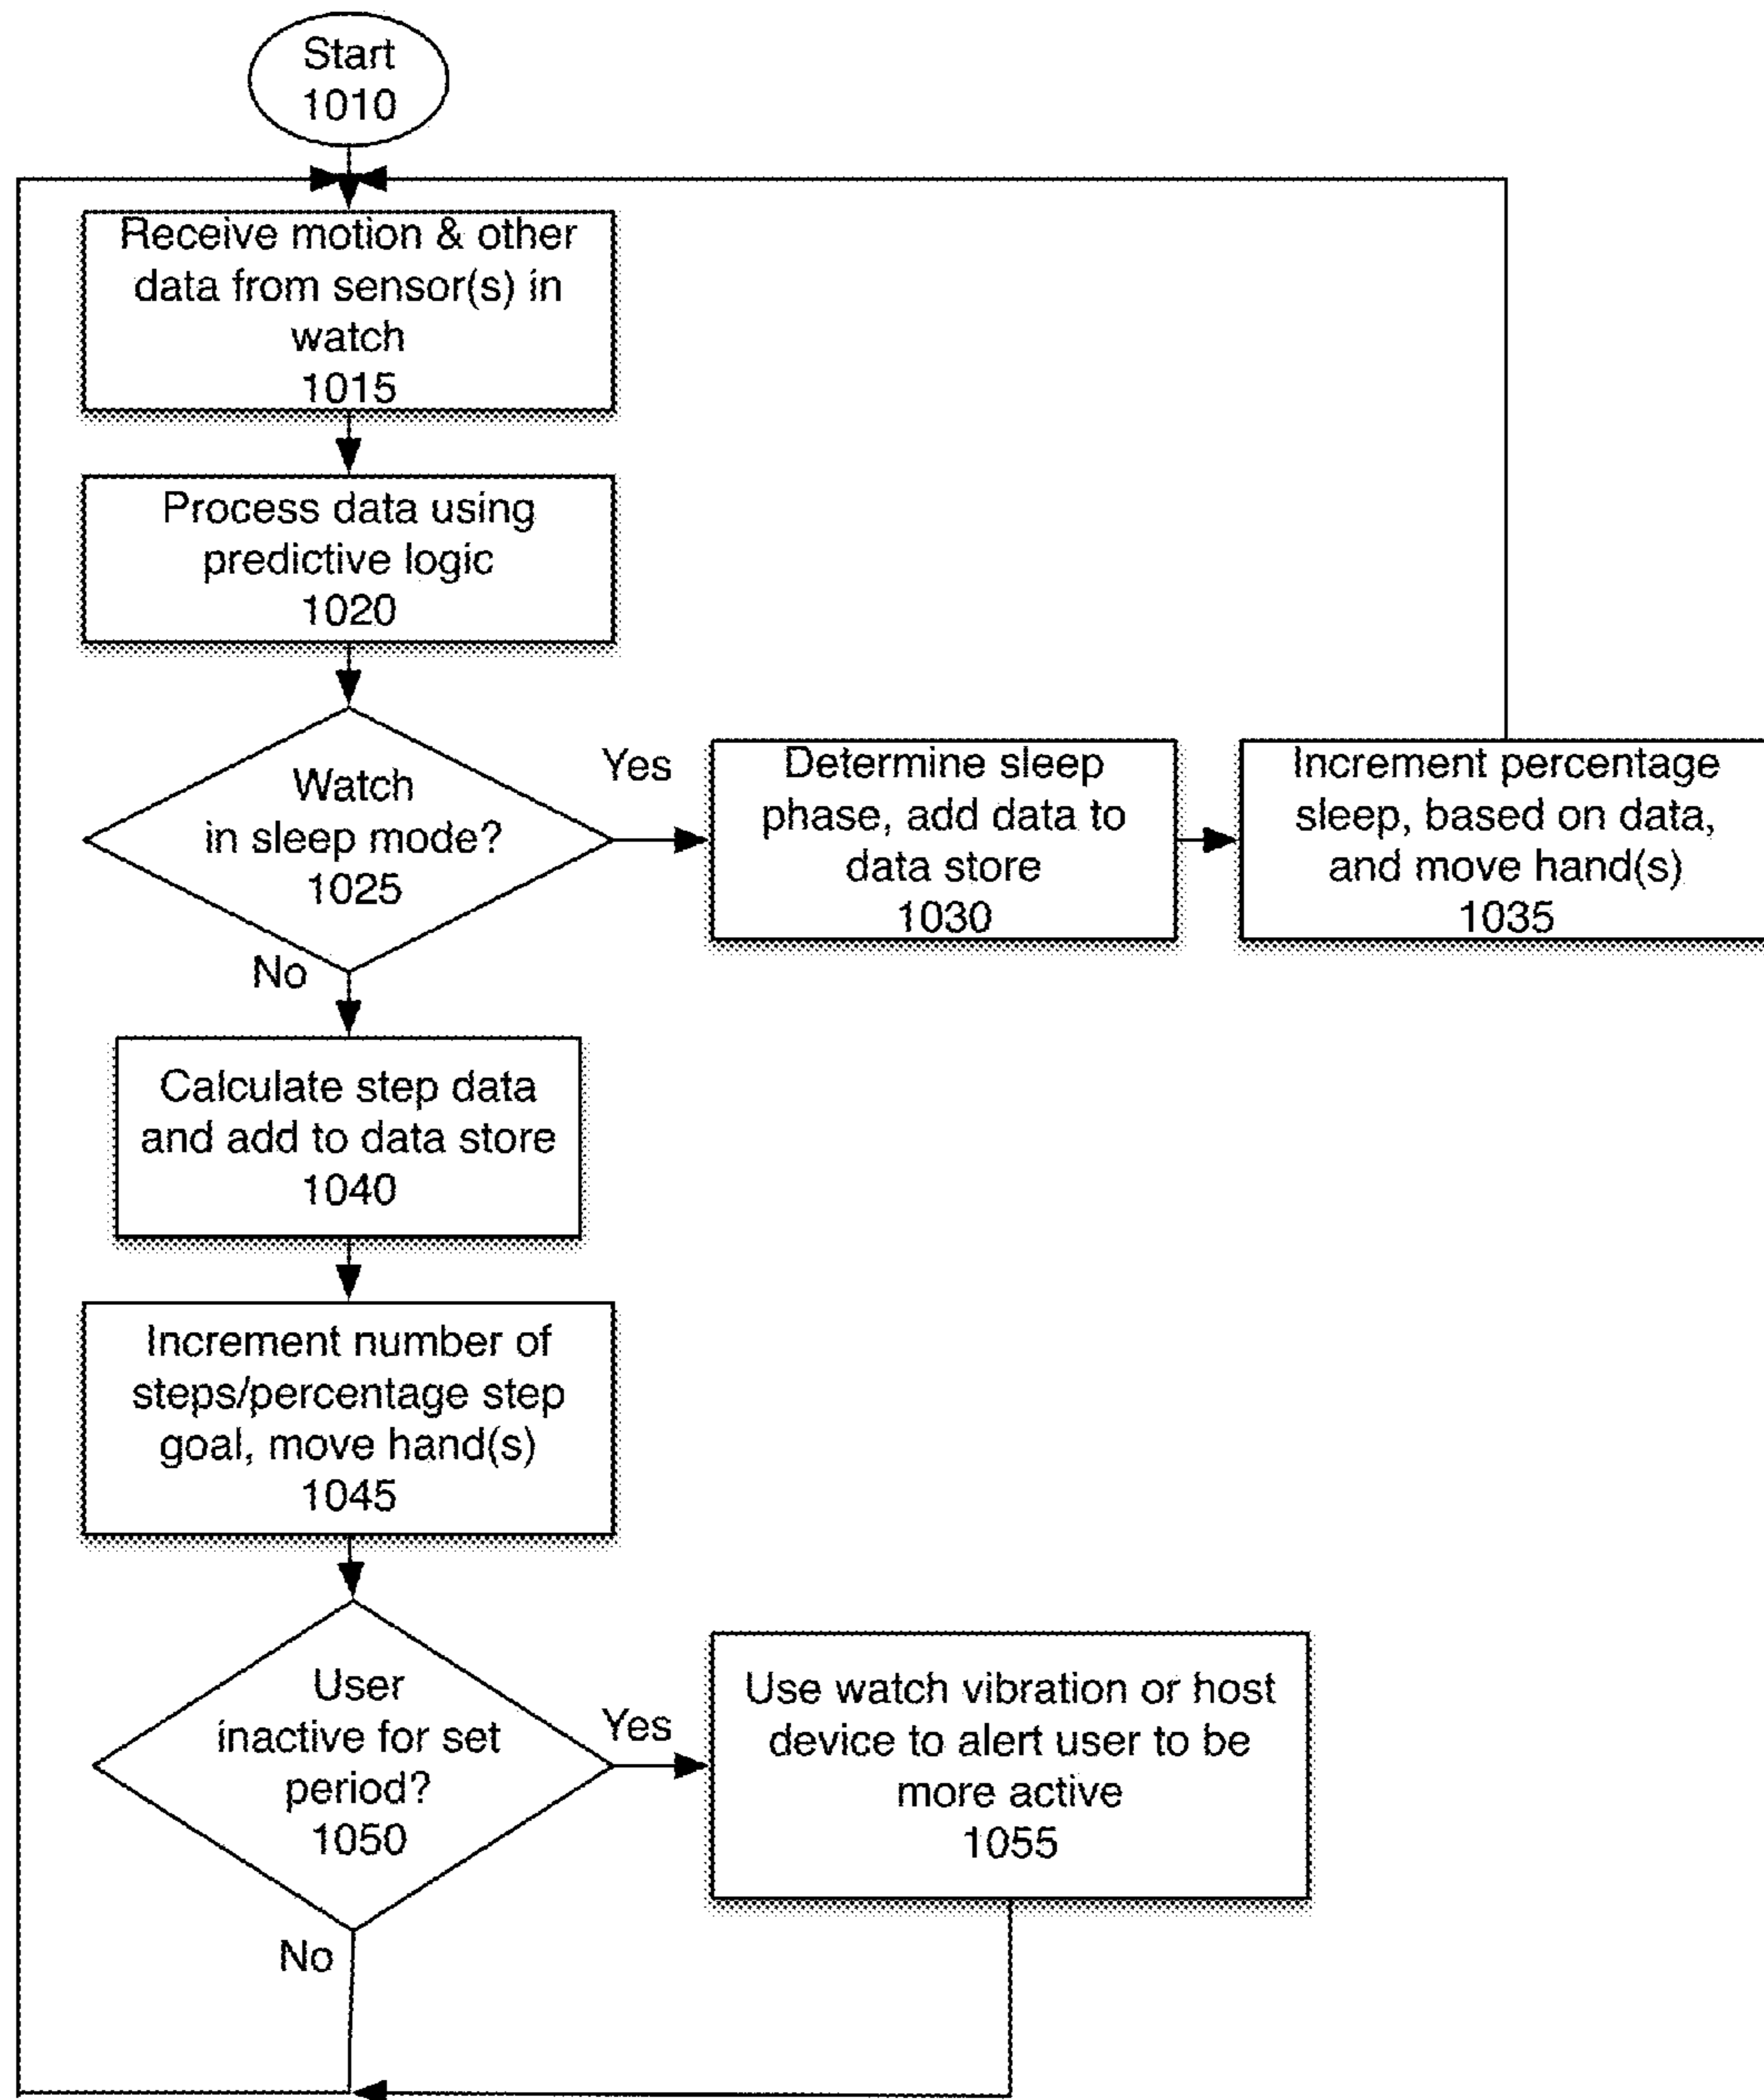 Start
1010
Receive motion & other
data from sensor(s) in
watch
1015
Process data using
predictive logic
1020
Watch
in sleep mode?
1025
Yes
Determine sleep
phase, add data to
data store
1030
Increment percentage
sleep, based on data,
and move hand(s)
1035
No
Calculate step data
and add to data store
1040
Increment number of
steps/percentage step
goal, move hand(s)
1045
User
inactive for set
period?
1050
Yes
Use watch vibration or host
device to alert user to be
more active
1055
No